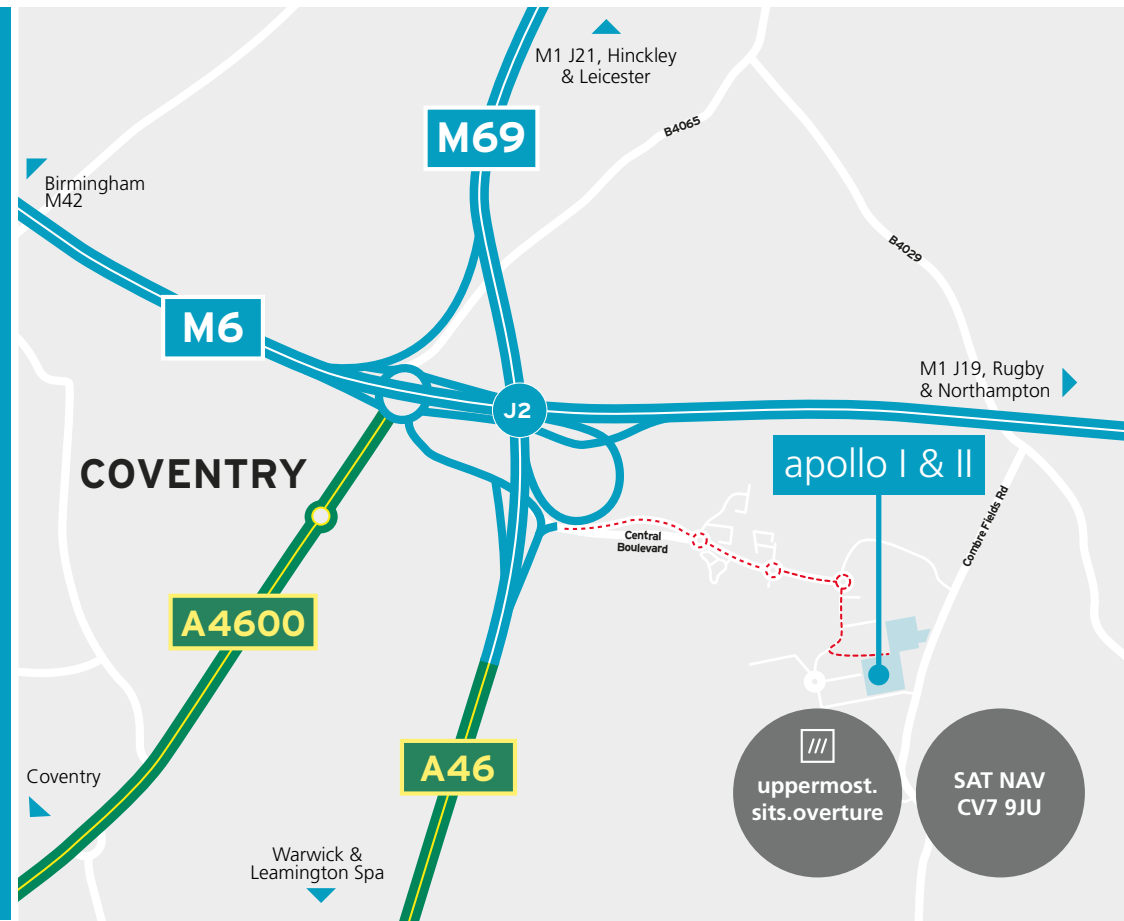 M1 J21, Hinckley
& Leicester
M69
B4065
Birmingham
M42
B4029
M6
M1 J19, Rugby
& Northampton
J2
COVENTRY
apollo I & II
Combre Fields Rd
Central
Boulevard
A4600
A46
Coventry
uppermost.
sits.overture
SAT NAV
CV7 9JU
Warwick &
Leamington Spa